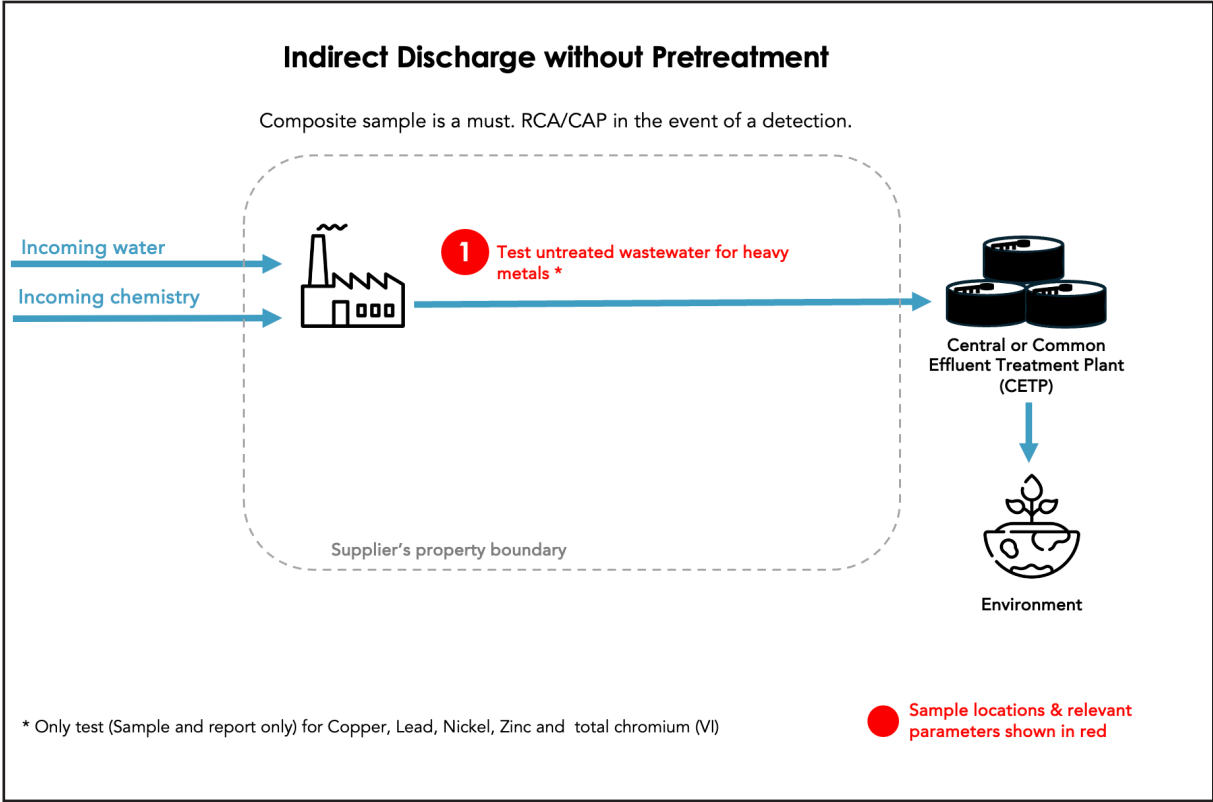 Indirect Discharge without Pretreatment
Composite sample is a must. RCA/CAP in the event of a detection.
Incoming water
Incoming chemistry
1
Test untreated wastewater for heavy
metals *
Central or Common
Effluent Treatment Plant
(CETP)
Supplier's property boundary
Environment
* Only test (Sample and report only) for Copper, Lead, Nickel, Zinc and total chromium (VI)
Sample locations & relevant
parameters shown in red